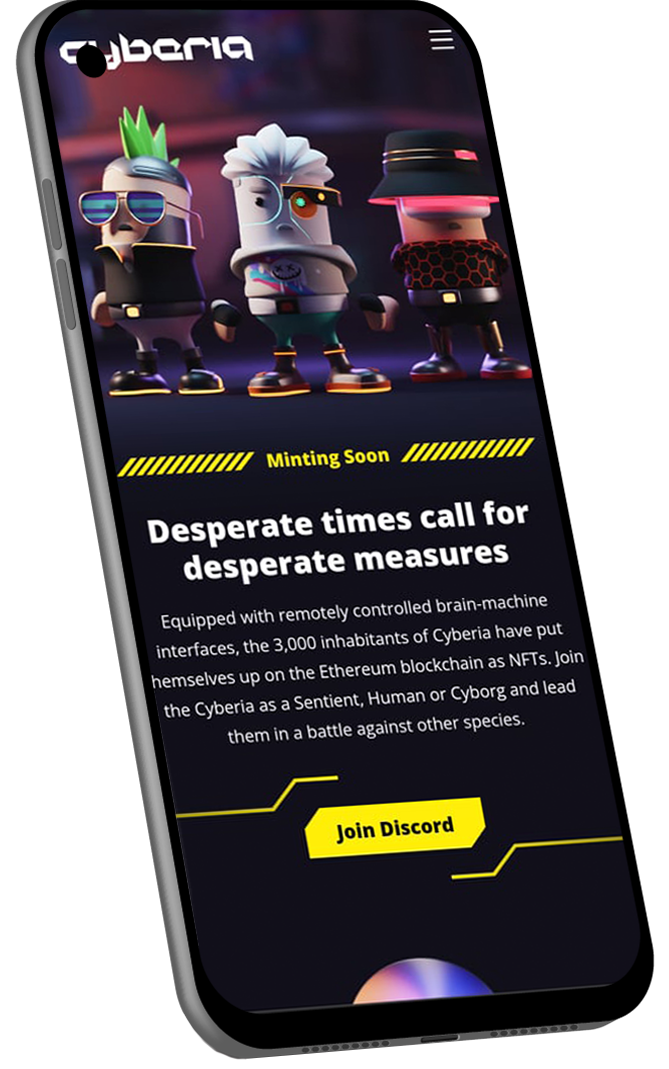 cyberia
Minting Soon
Desperate times call for
desperate measures
Equipped with remotely controlled brain-machine
interfaces, the 3,000 inhabitants of Cyberia have put
hemselves up on the Ethereum blockchain as NFTs. Join
the Cyberia as a Sentient, Human or Cyborg and lead
them in a battle against other species.
Join Discord